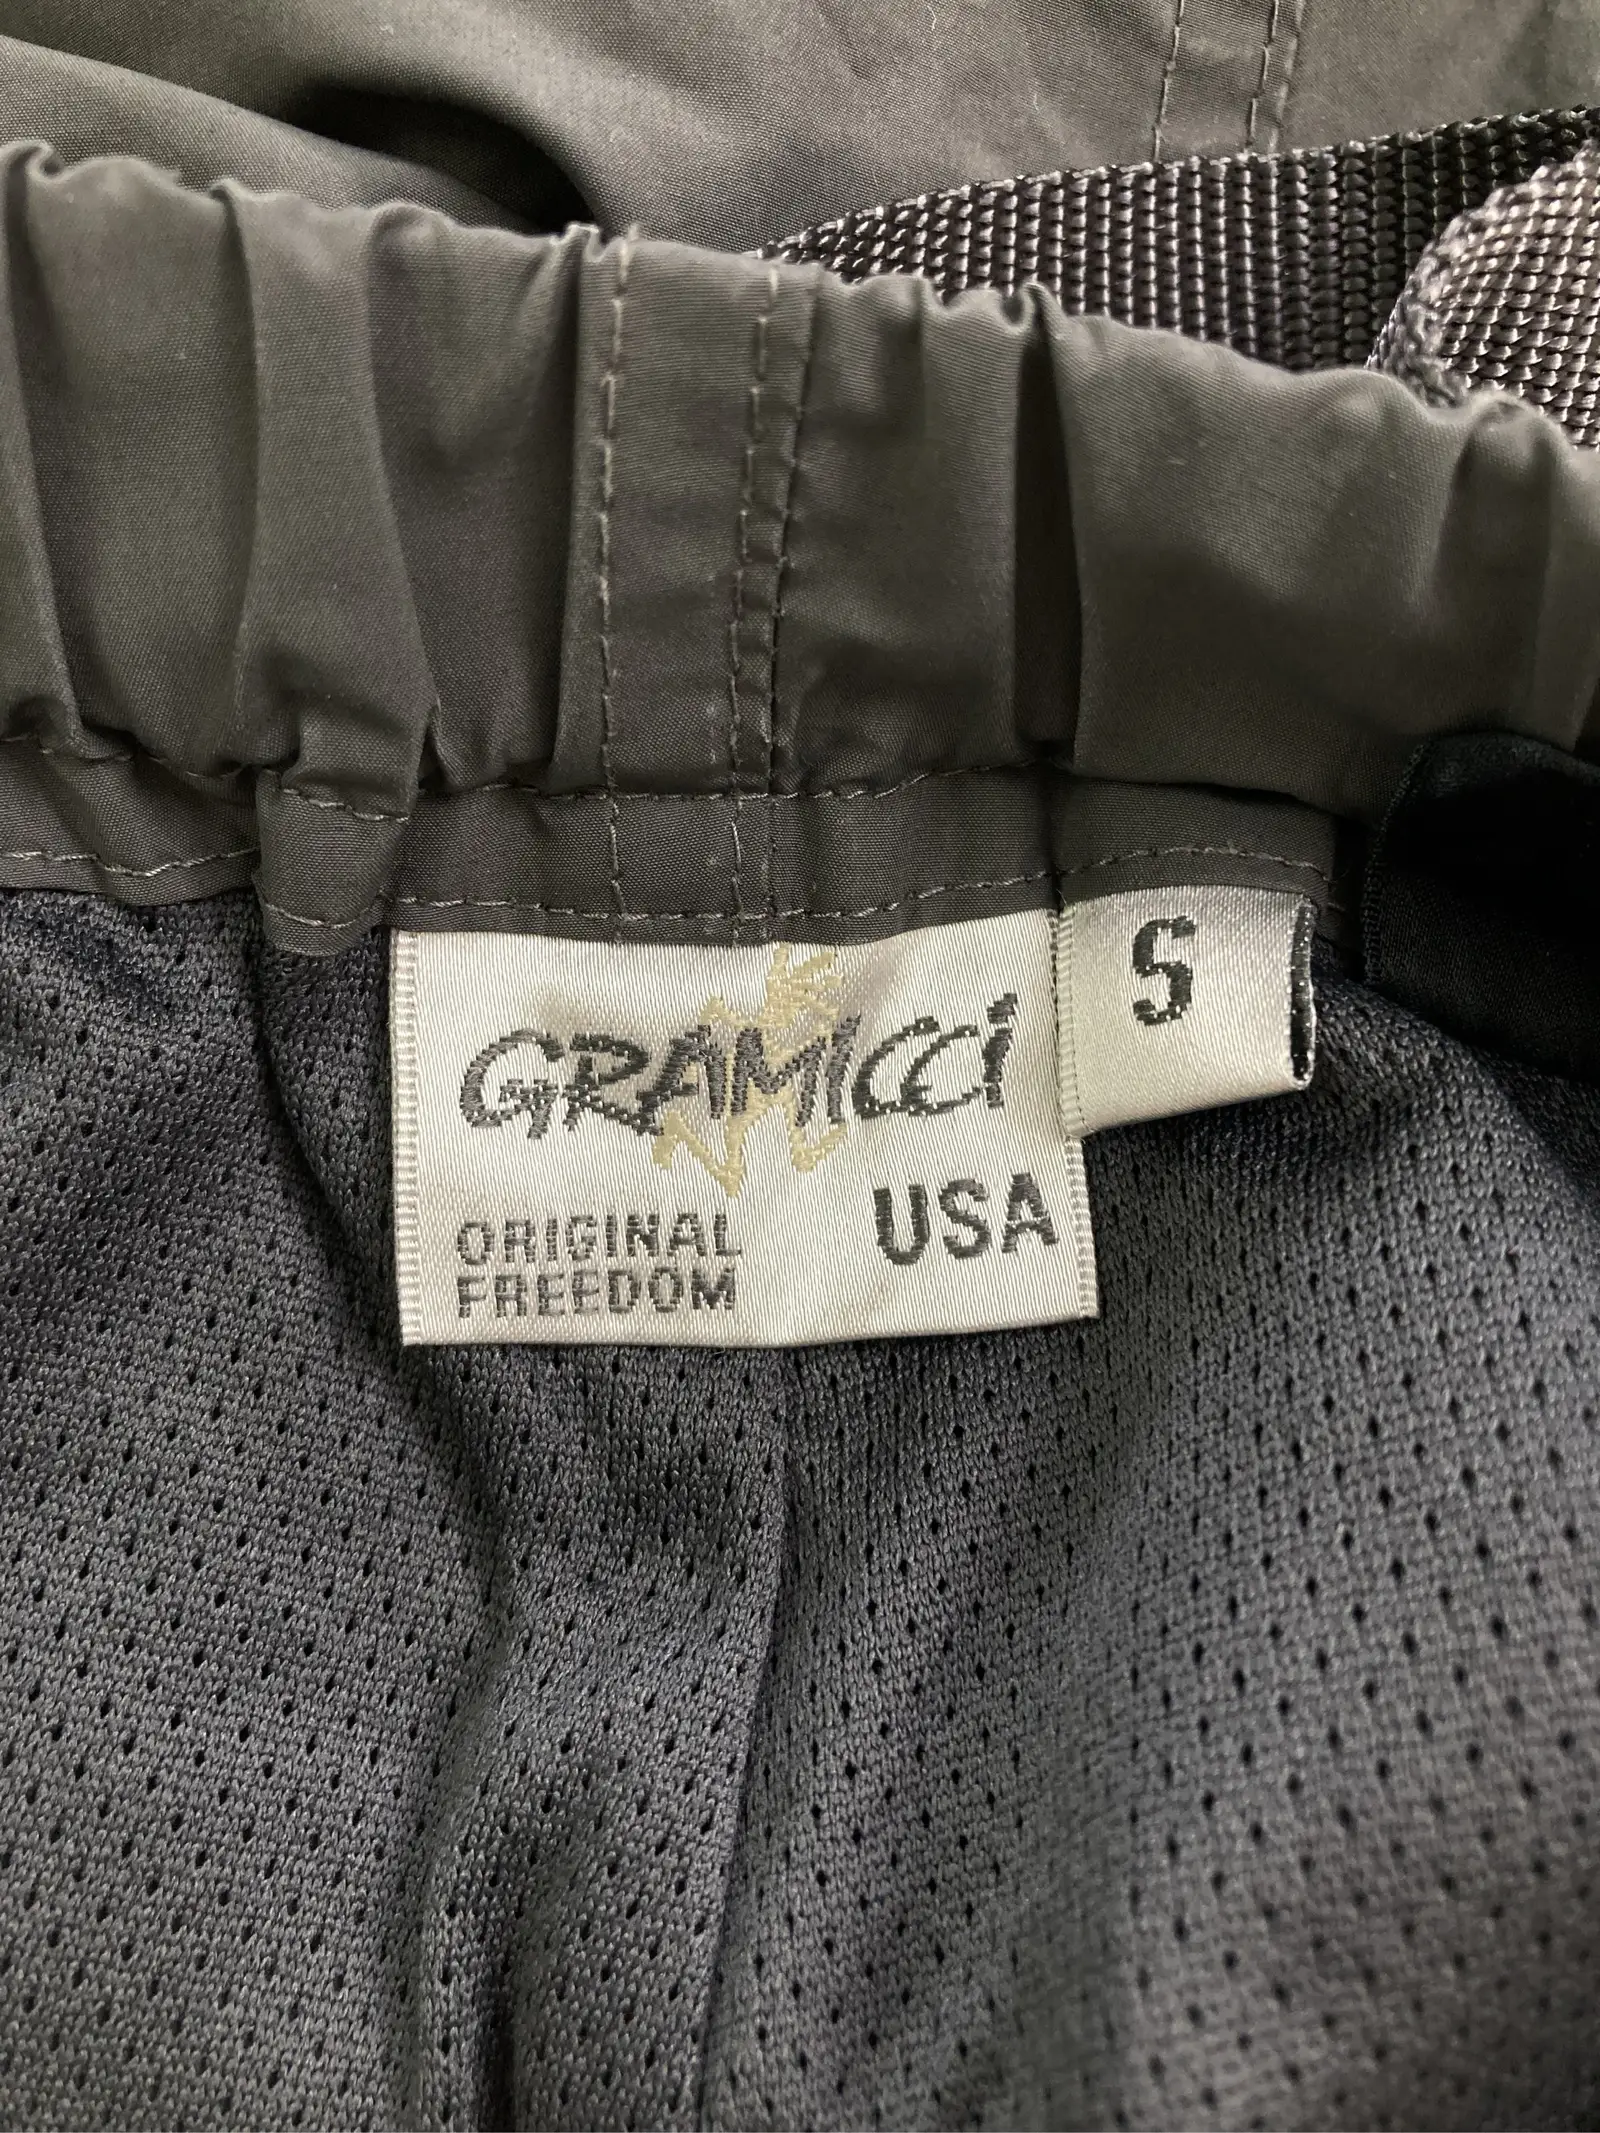 GRAMICCi
S
USA
ORIGINAL
FREEDOM